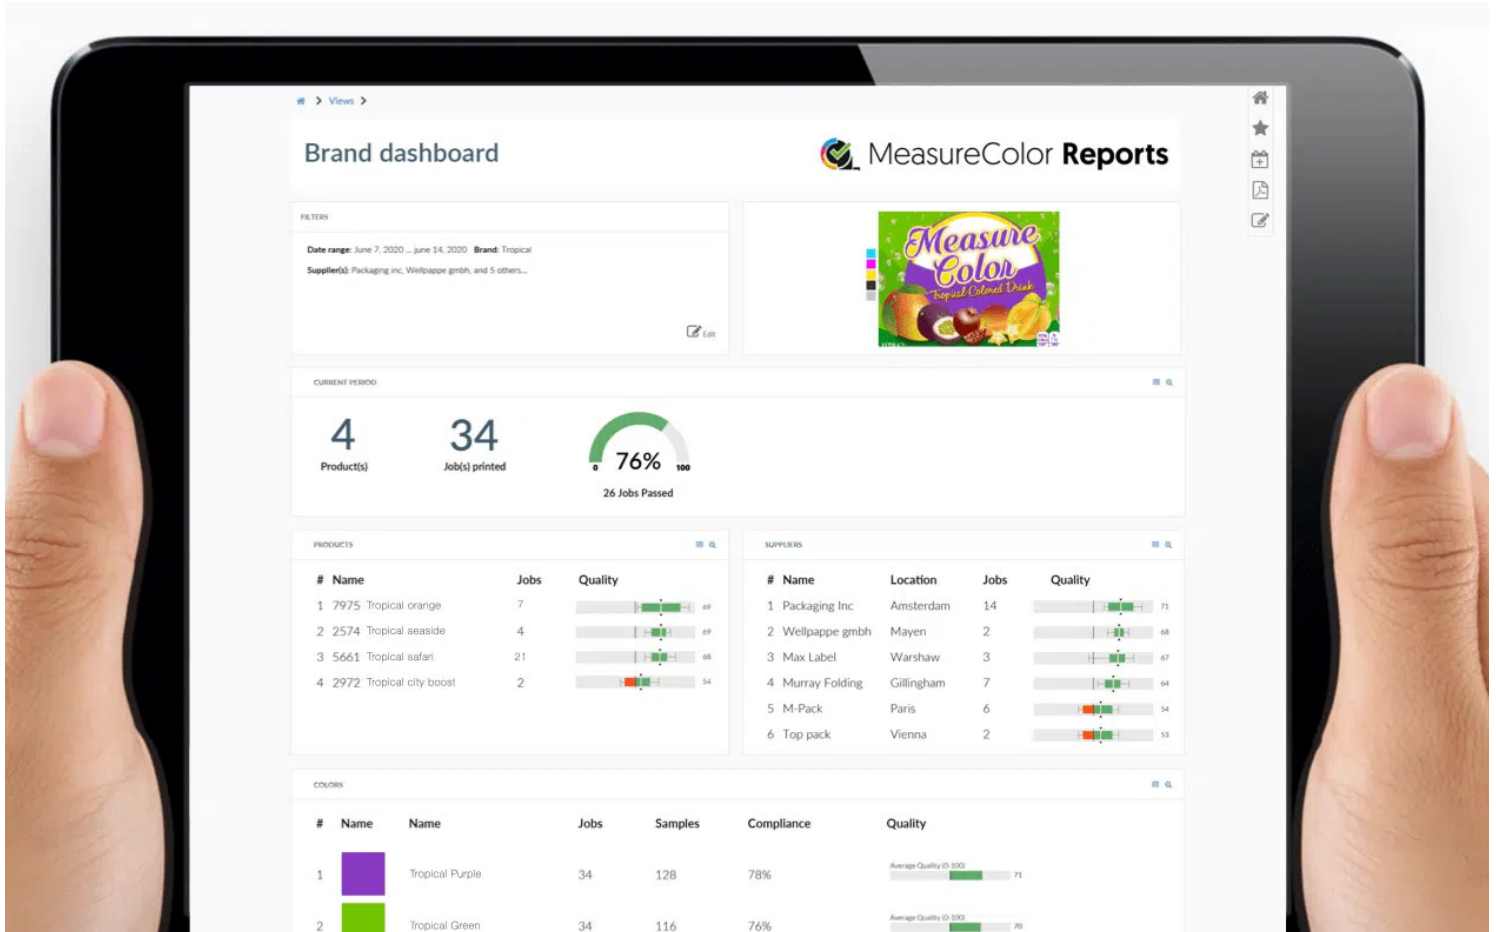 Views
Brand dashboard
MeasureColor Reports
FILTERS
Date range: June 7, 2020 ... june 14, 2020 Brand: Tropical
Supplier(s): Packaging inc, Wellpappe gmbh, and 5 others...
Edit
Measure
Color
Tropical Colored Drink
CURRENT PERIOD
4
Product(s)
34
Job(s) printed
76%
0 100
26 Jobs Passed
PRODUCTS
# Name Jobs Quality
1 7975 Tropical orange 7 69
2 2574 Tropical seaside 4 69
3 5661 Tropical safari 21 68
4 2972 Tropical city boost 2 54
SUPPLIERS
# Name Location Jobs Quality
1 Packaging Inc Amsterdam 14 71
2 Wellpappe gmbh Mayen 2 68
3 Max Label Warshaw 3 67
4 Murray Folding Gillingham 7 64
5 M-Pack Paris 6 54
6 Top pack Vienna 2 53
COLORS
# Name Name Jobs Samples Compliance Quality
Average Quality (0-100)
1 Tropical Purple 34 128 78% 71
Average Quality (0-100)
2 Tropical Green 34 116 76% 70